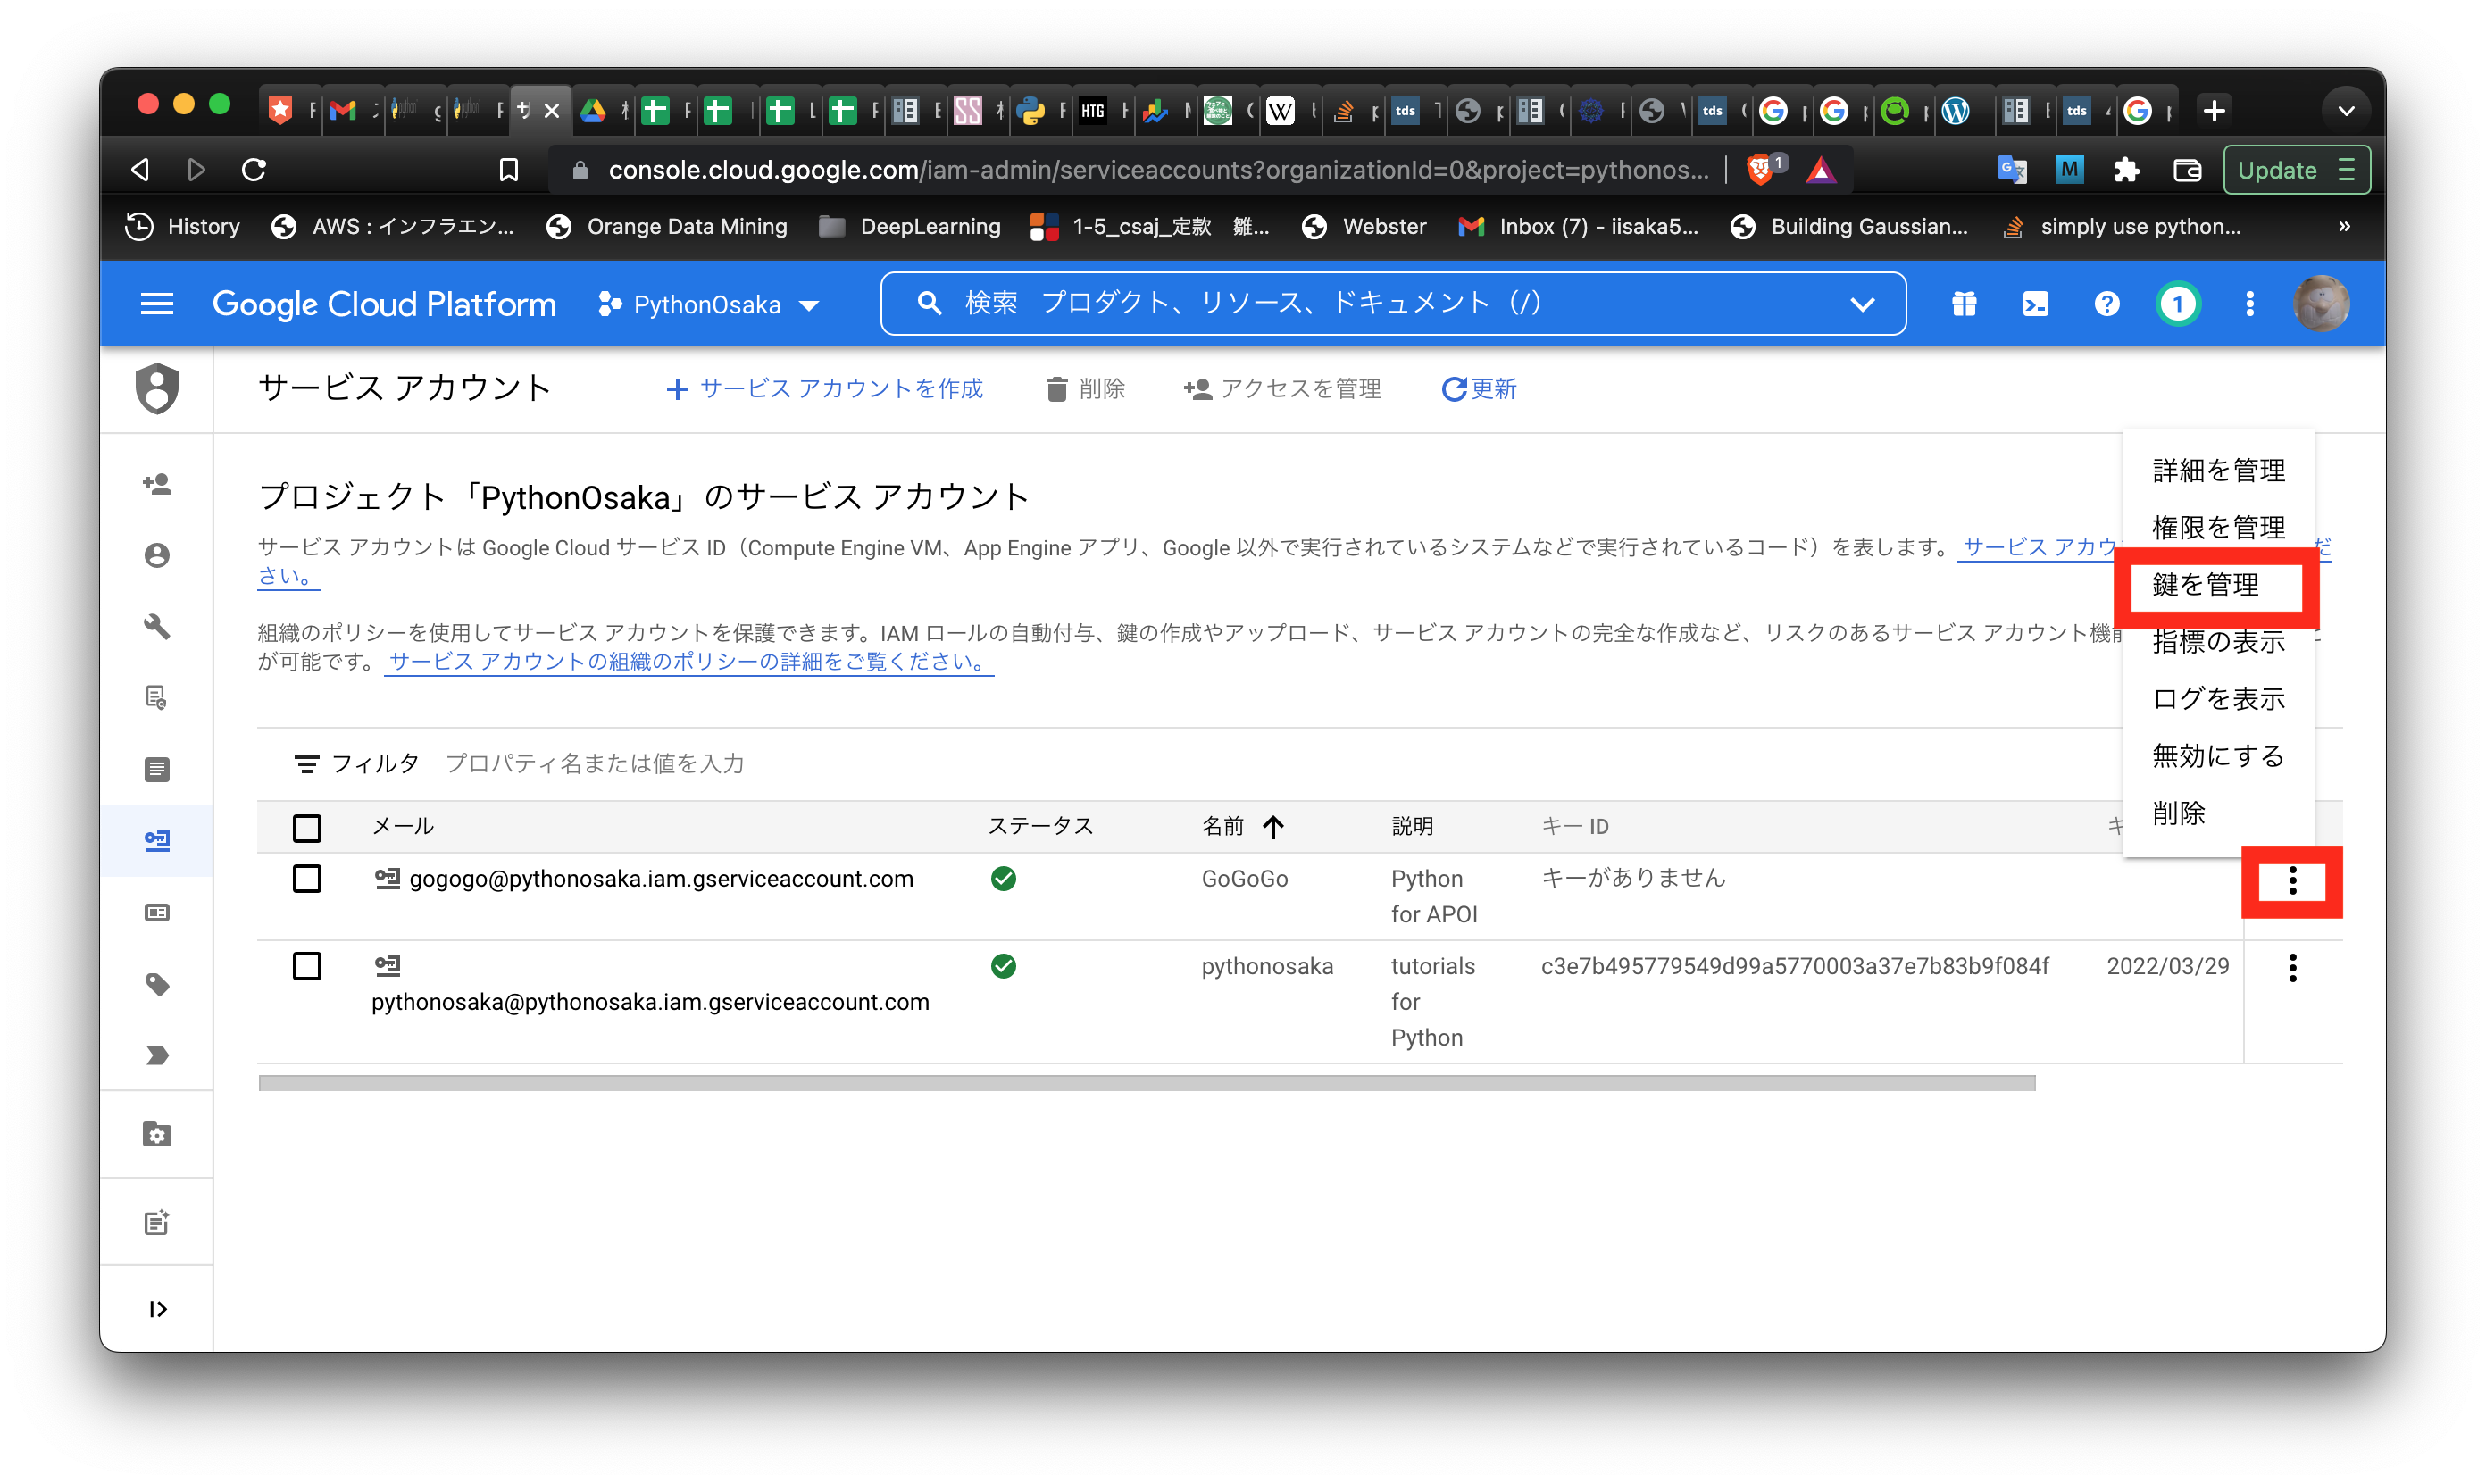 console.cloud.google.com/iam-admin/serviceaccounts?organizationId=0&project=pythonos...
1
Update
History
AWS : インフラエン...
Orange Data Mining
DeepLearning
1-5_csaj_定款 雛...
Webster
Inbox (7) - iisaka5...
Building Gaussian...
simply use python...
»
Google Cloud Platform
PythonOsaka
検索 プロダクト、リソース、ドキュメント（/）
1
サービス アカウント
サービス アカウントを作成
削除
アクセスを管理
更新
詳細を管理
権限を管理
鍵を管理
指標の表示
ログを表示
無効にする
削除
プロジェクト「PythonOsaka」のサービス アカウント
サービス アカウントは Google Cloud サービス ID（Compute Engine VM、App Engine アプリ、Google 以外で実行されているシステムなどで実行されているコード）を表します。 サービス アカウ
さい。
組織のポリシーを使用してサービス アカウントを保護できます。IAM ロールの自動付与、鍵の作成やアップロード、サービス アカウントの完全な作成など、リスクのあるサービス アカウント機
が可能です。 サービス アカウントの組織のポリシーの詳細をご覧ください。
フィルタ プロパティ名または値を入力
メール ステータス 名前 説明 キー ID キ
gogogo@pythonosaka.iam.gserviceaccount.com GoGoGo Python キーがありません
for APOI
pythonosaka tutorials c3e7b495779549d99a5770003a37e7b83b9f084f 2022/03/29
pythonosaka@pythonosaka.iam.gserviceaccount.com for
Python